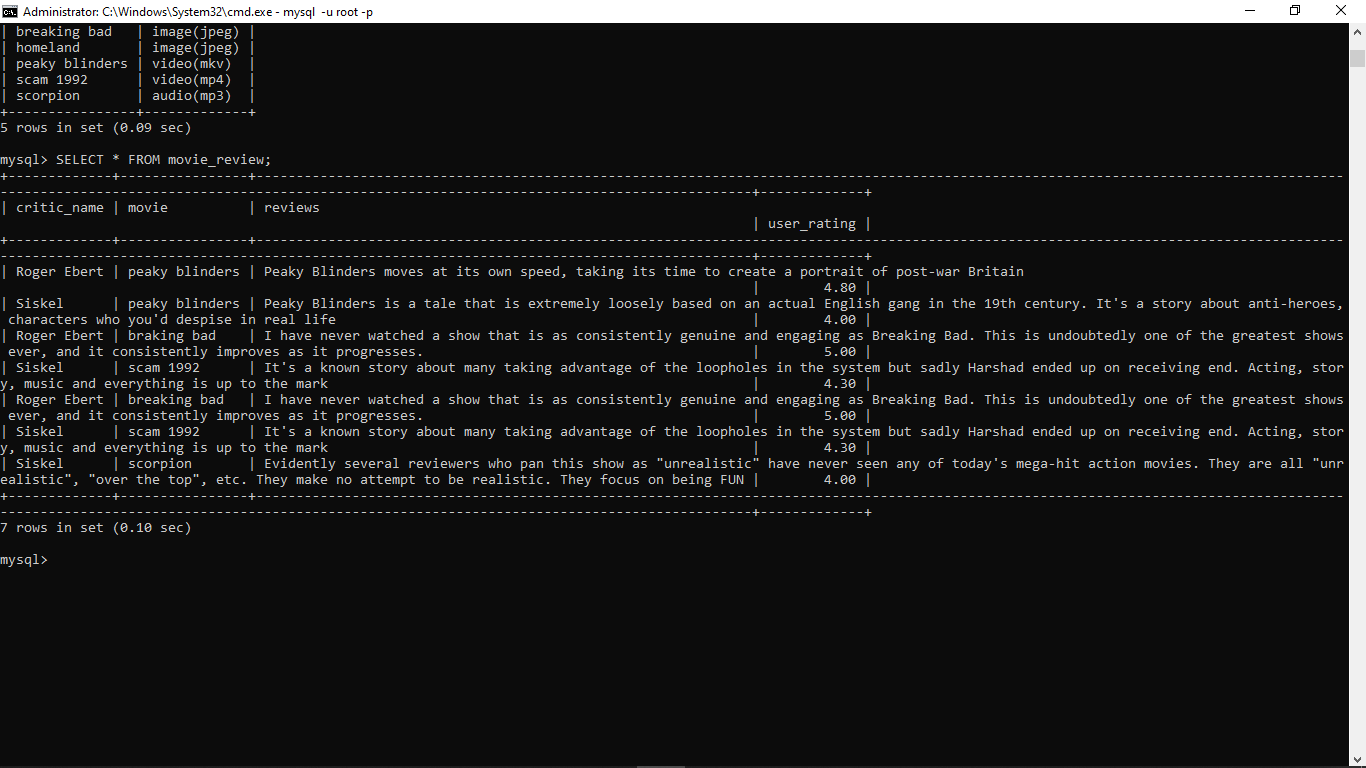 Administrator: C:\Windows\System32\cmd.exe - mysql -u root -p
| breaking bad   | image(jpeg) |
| homeland       | image(jpeg) |
| peaky blinders | video(mkv)  |
| scam 1992      | video(mp4)  |
| scorpion       | audio(mp3)  |
+----------------+-------------+
5 rows in set (0.09 sec)
mysql> SELECT * FROM movie_review;
| critic_name | movie          | reviews
| user_rating |
| Roger Ebert | peaky blinders | Peaky Blinders moves at its own speed, taking its time to create a portrait of post-war Britain
|        4.80 |
| Siskel      | peaky blinders | Peaky Blinders is a tale that is extremely loosely based on an actual English gang in the 19th century. It's a story about anti-heroes,
characters who you'd despise in real life |        4.00 |
| Roger Ebert | braking bad    | I have never watched a show that is as consistently genuine and engaging as Breaking Bad. This is undoubtedly one of the greatest shows
ever, and it consistently improves as it progresses. |        5.00 |
| Siskel      | scam 1992      | It's a known story about many taking advantage of the loopholes in the system but sadly Harshad ended up on receiving end. Acting, stor
y, music and everything is up to the mark |        4.30 |
| Roger Ebert | breaking bad   | I have never watched a show that is as consistently genuine and engaging as Breaking Bad. This is undoubtedly one of the greatest shows
ever, and it consistently improves as it progresses. |        5.00 |
| Siskel      | scam 1992      | It's a known story about many taking advantage of the loopholes in the system but sadly Harshad ended up on receiving end. Acting, stor
y, music and everything is up to the mark |        4.30 |
| Siskel      | scorpion       | Evidently several reviewers who pan this show as "unrealistic" have never seen any of today's mega-hit action movies. They are all "unr
ealistic", "over the top", etc. They make no attempt to be realistic. They focus on being FUN |        4.00 |
7 rows in set (0.10 sec)
mysql>